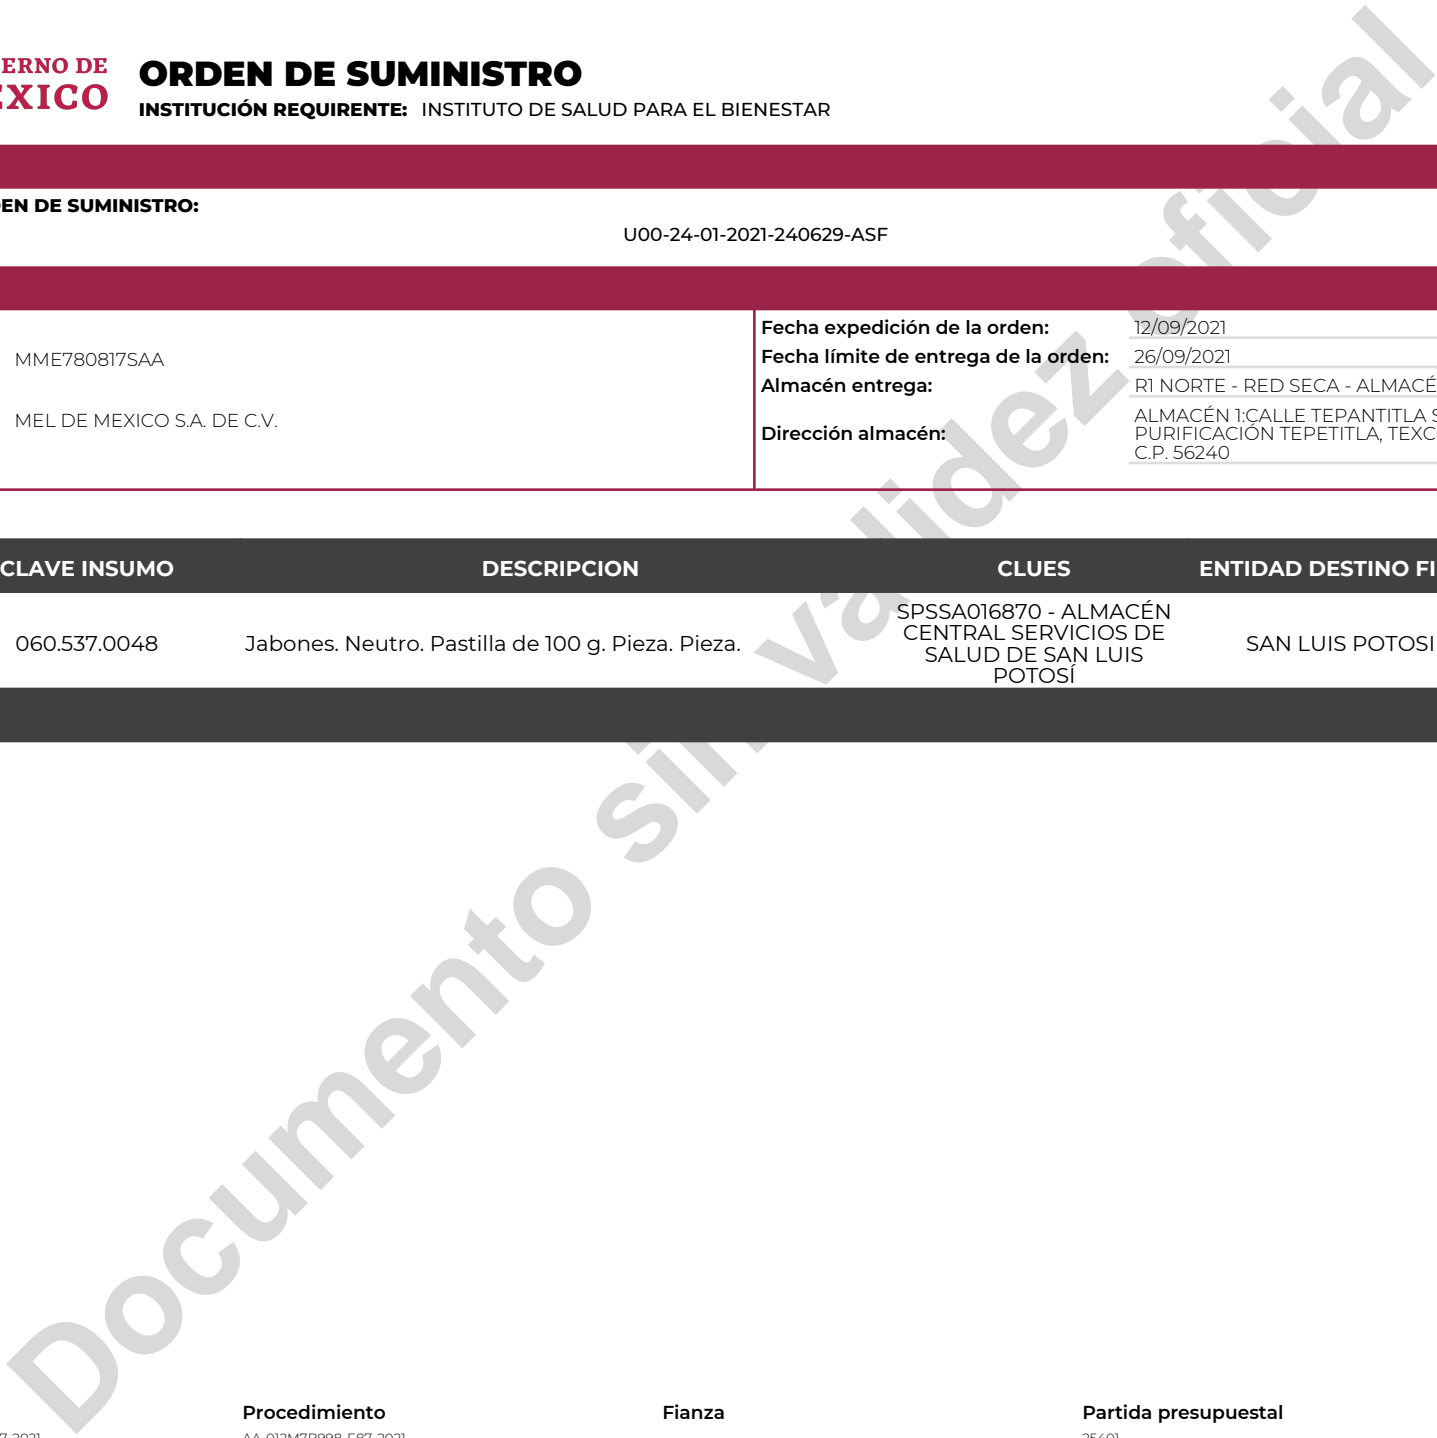 ERNO DE
EXICO
ORDEN DE SUMINISTRO
INSTITUCIÓN REQUIRENTE: INSTITUTO DE SALUD PARA EL BIENESTAR
EN DE SUMINISTRO:
U00-24-01-2021-240629-ASF
MME780817SAA
MEL DE MEXICO S.A. DE C.V.
Fecha expedición de la orden: 12/09/2021
Fecha límite de entrega de la orden: 26/09/2021
Almacén entrega: R1 NORTE - RED SECA - ALMACÉ
Dirección almacén:
ALMACÉN 1:CALLE TEPANTITLA S
PURIFICACIÓN TEPETITLA, TEXC
C.P. 56240
CLAVE INSUMO DESCRIPCION CLUES ENTIDAD DESTINO FI
060.537.0048 Jabones. Neutro. Pastilla de 100 g. Pieza. Pieza.
SPSSA016870 - ALMACÉN
CENTRAL SERVICIOS DE
SALUD DE SAN LUIS
POTOSÍ
SAN LUIS POTOSI
Documento sin validez oficial
Procedimiento Fianza Partida presupuestal